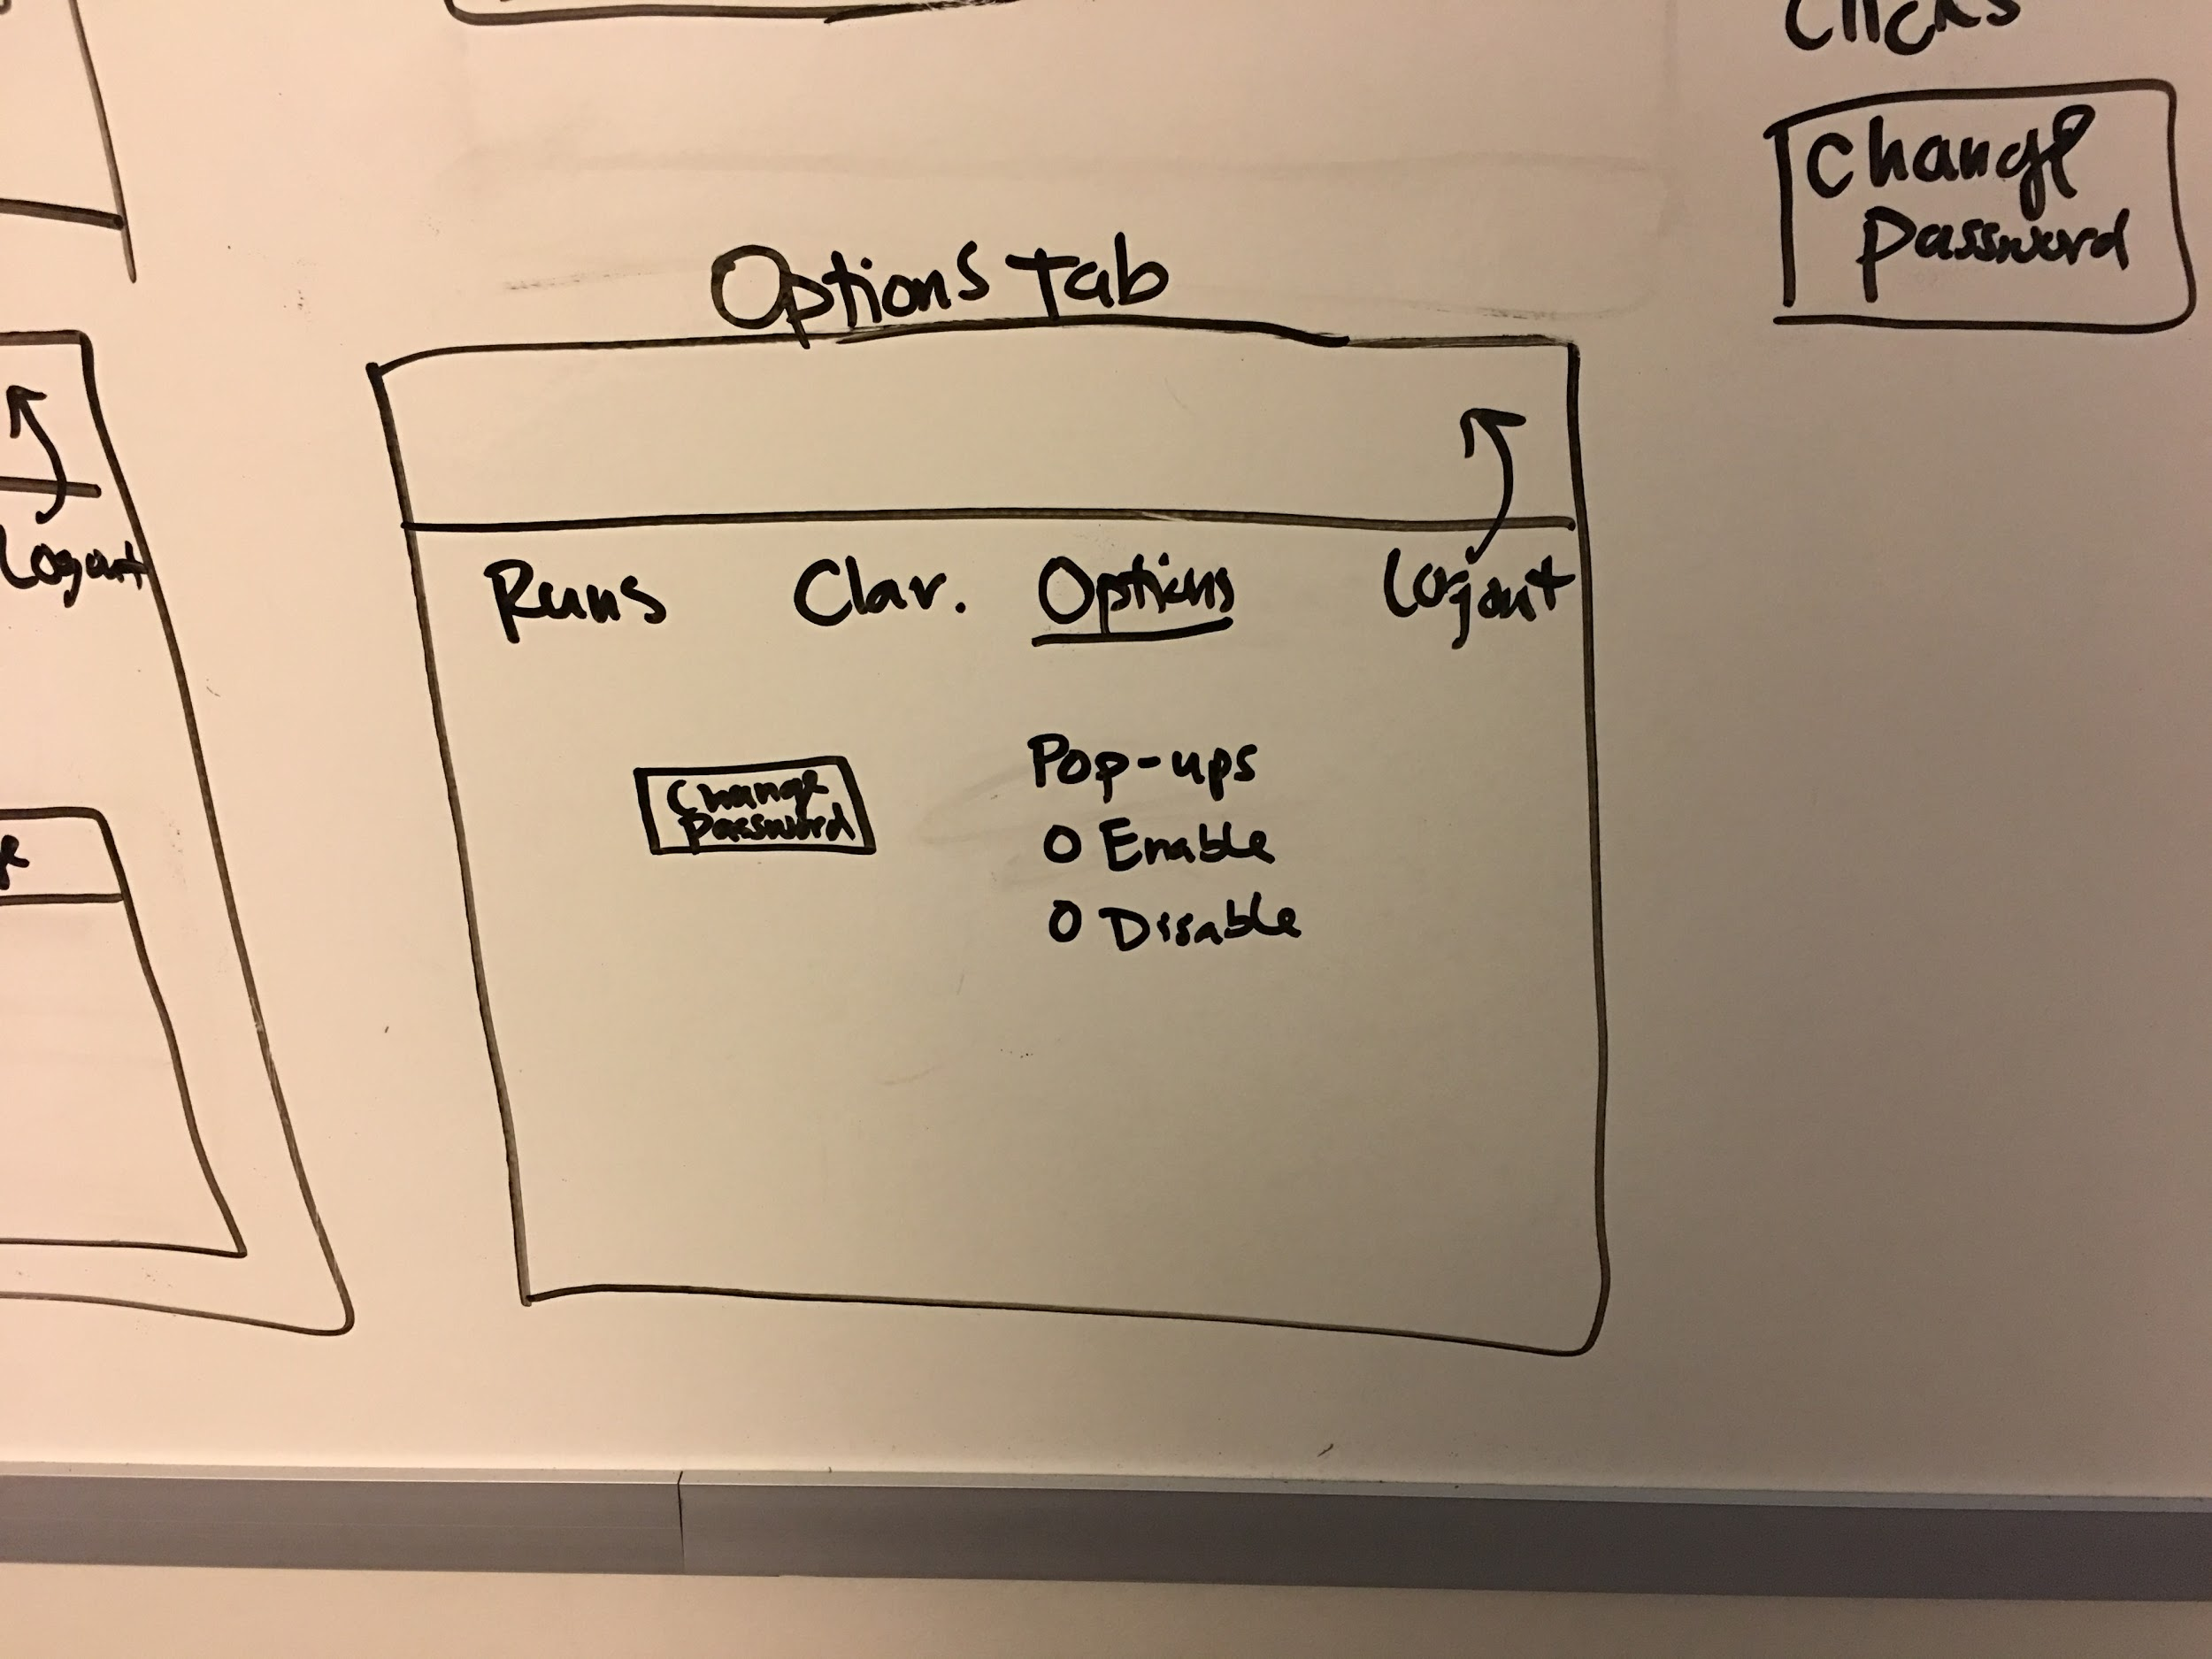 Clicks
Change
Password
Options Tab
Logout
Runs Clar. Options Logout
Change
Password
Pop-ups
O Enable
O Disable